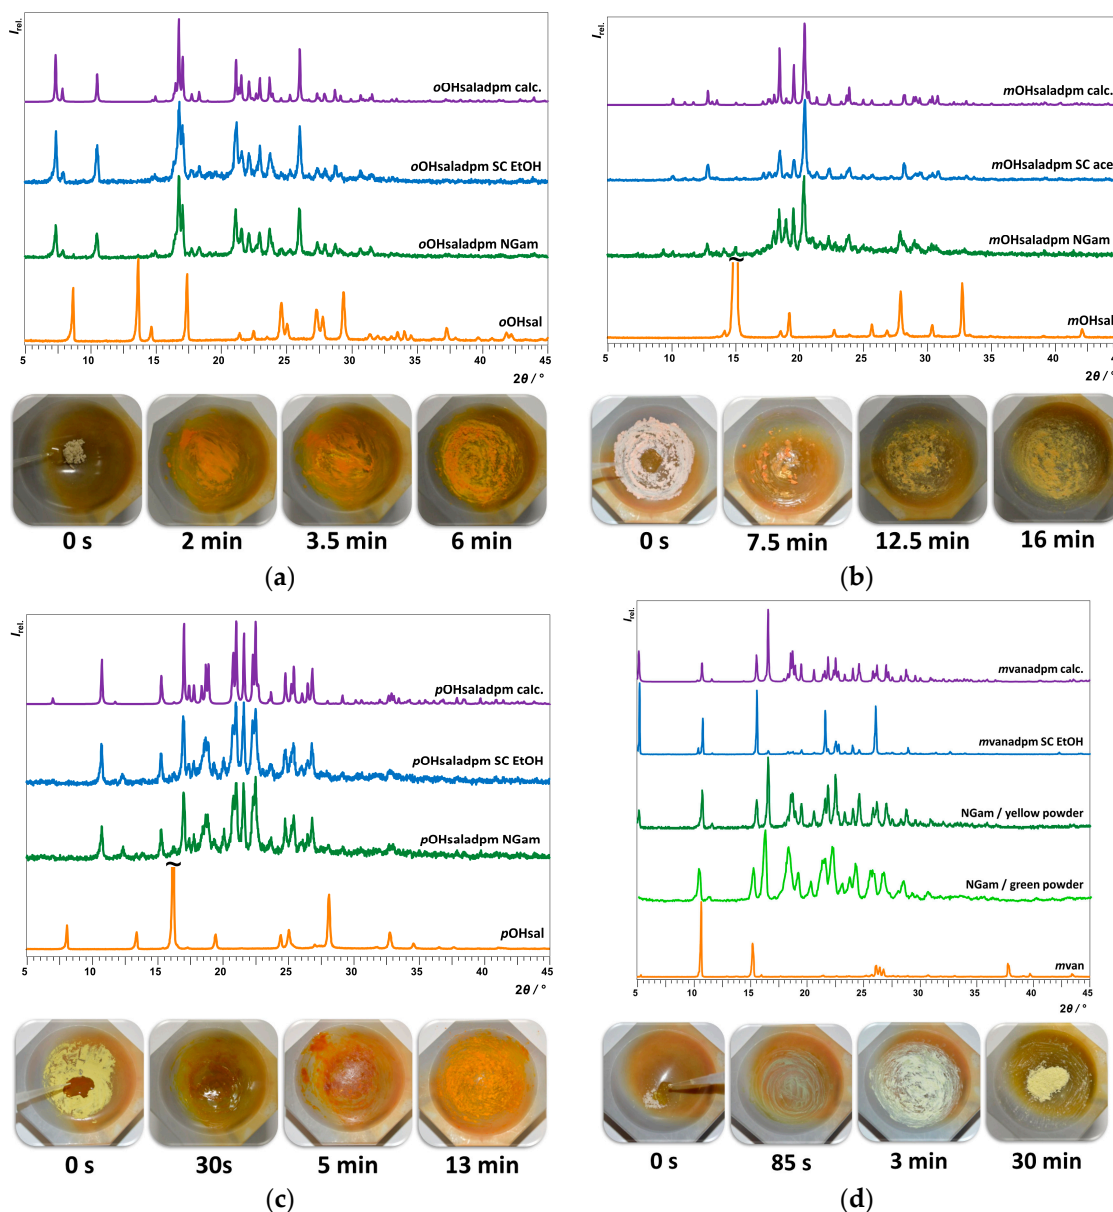 I rel.
oOHsaladpm calc.
oOHsaladpm SC EtOH
oOHsaladpm NGam
oOHsal
5 10 15 20 25 30 35 40 45
2θ / °
0 s 2 min 3.5 min 6 min
(a)
I rel.
mOHsaladpm calc.
mOHsaladpm SC ace
mOHsaladpm NGam
~
mOHsal
5 10 15 20 25 30 35 40 45
2θ / °
0 s 7.5 min 12.5 min 16 min
(b)
I rel.
pOHsaladpm calc.
pOHsaladpm SC EtOH
pOHsaladpm NGam
~
pOHsal
5 10 15 20 25 30 35 40 45
2θ / °
0 s 30s 5 min 13 min
(c)
I rel.
mvanadpm calc.
mvanadpm SC EtOH
NGam / yellow powder
NGam / green powder
mvan
5 10 15 20 25 30 35 40 45
2θ / °
0 s 85 s 3 min 30 min
(d)